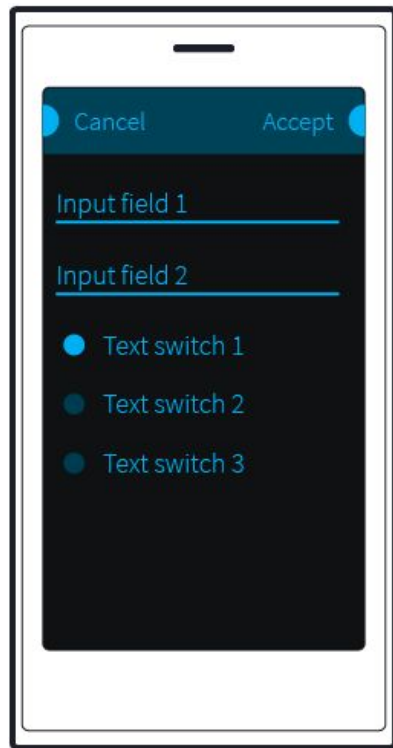 Cancel Accept
Input field 1
Input field 2
Text switch 1
Text switch 2
Text switch 3